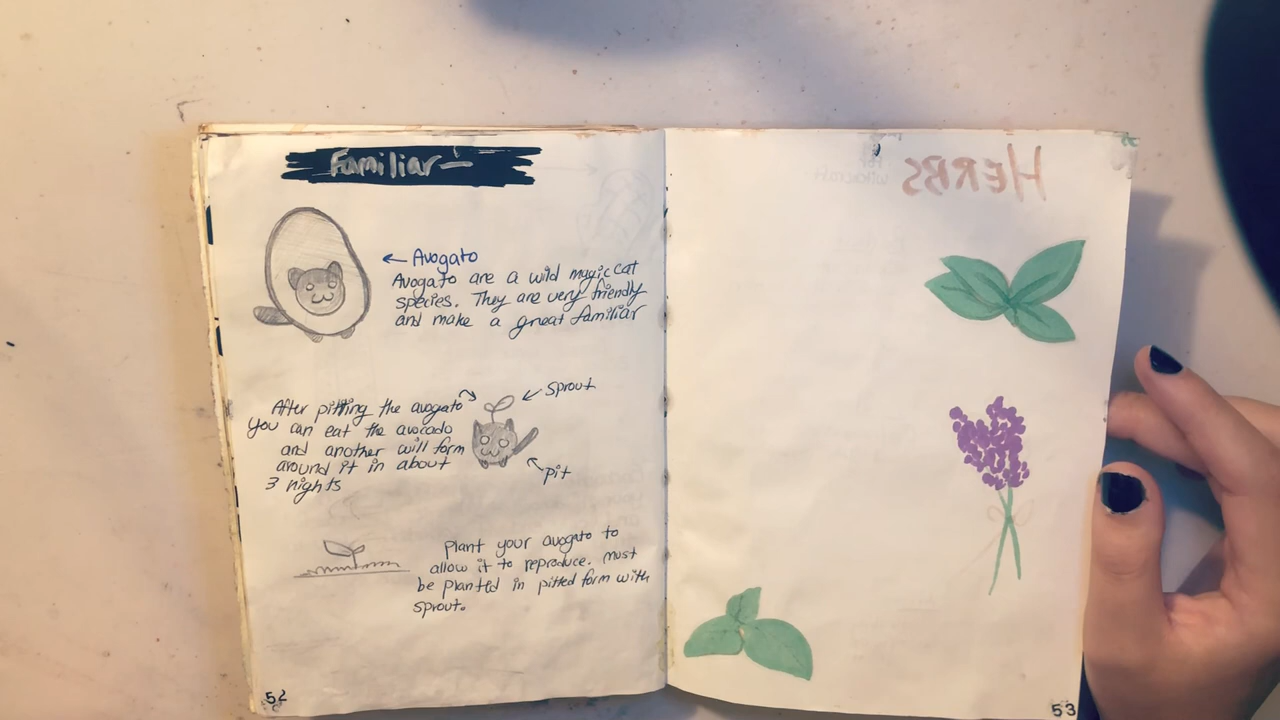 Familiar
← Avogato
Avogato are a wild magic cat
species. They are very friendly
and make a great familiar
After pitting the avogato
you can eat the avocado
and another will form
around it in about
3 nights
sprout
pit
Plant your avogato to
allow it to reproduce. Must
be planted in pitted form with
sprout.
52
HERBS
witchcraft
53